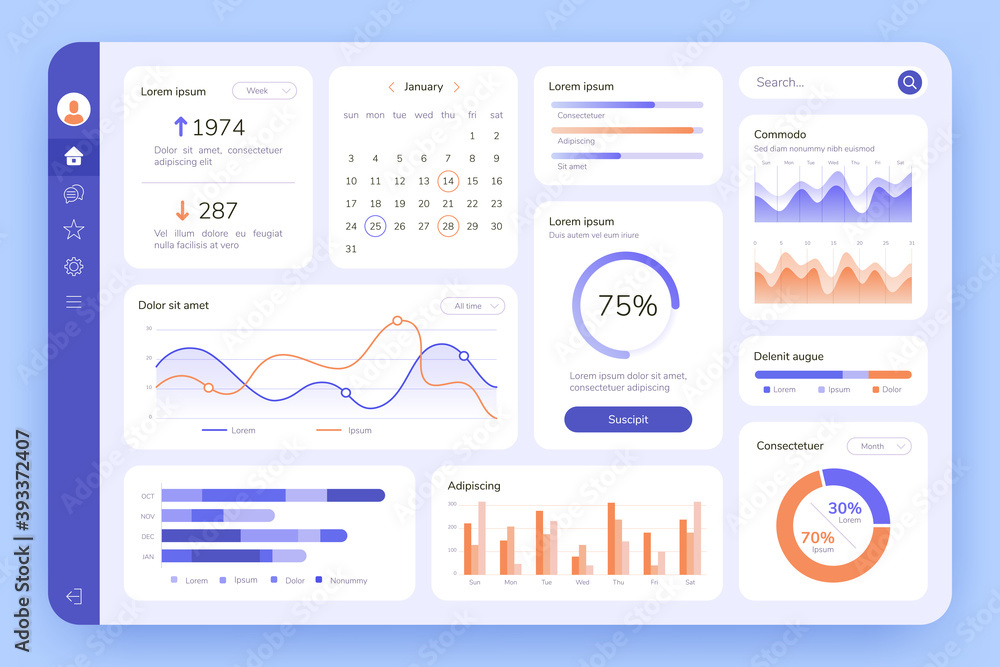 Lorem ipsum
Week
1974
Dolor sit amet, consectetuer
adipiscing elit
287
Vel illum dolore eu feugiat
nulla facilisis at vero
January
sun mon tue wed thu fri sat
1 2
3 4 5 6 7 8 9
10 11 12 13 14 15 16
17 18 19 20 21 22 23
24 25 26 27 28 29 30
31
Lorem ipsum
Consectetuer
Adipiscing
Sit amet
Search...
Commodo
Sed diam nonummy nibh euismod
Sun Mon Tue Wed Thu Fri Sat
0 5 10 15 20 25 31
Lorem ipsum
Duis autem vel eum iriure
75%
Lorem ipsum dolor sit amet,
consectetuer adipiscing
Suscipit
Dolor sit amet
All time
30
20
10
0
Lorem Ipsum
Delenit augue
Lorem Ipsum Dolor
OCT
NOV
DEC
JAN
Lorem Ipsum Dolor Nonummy
Adipiscing
300
200
100
0
Sun Mon Tue Wed Thu Fri Sat
Consectetuer
Month
30%
Lorem
70%
Ipsum
Adobe Stock | #393372407
Adobe Stock